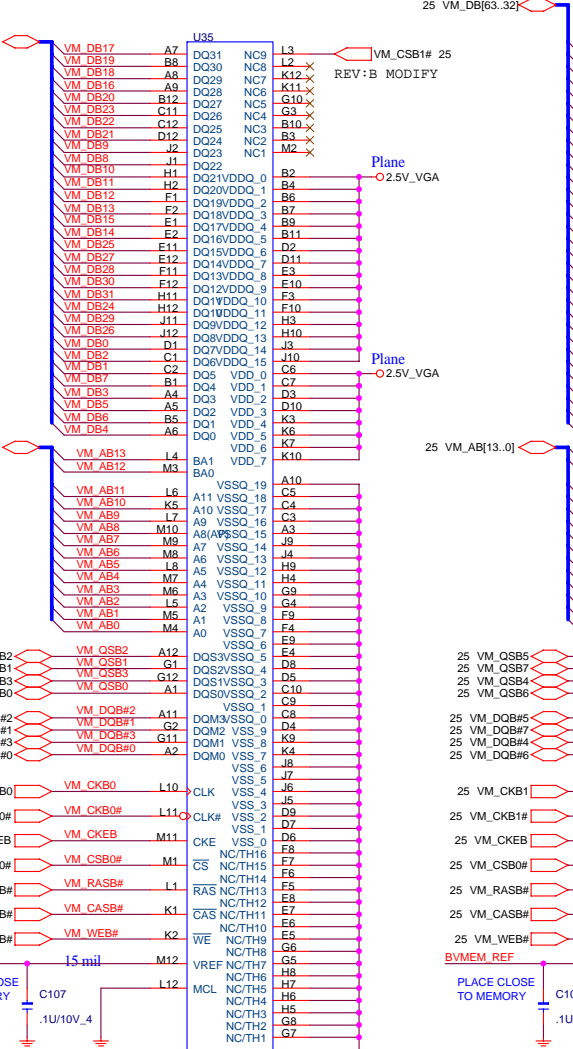 25 VM_DB[63..32]
U35
VM_DB17 A7 DQ31 NC9 L3 VM_CSB1# 25
VM_DB19 B8 DQ30 NC8 L2
VM_DB18 A8 DQ29 NC7 K12
REV:B MODIFY
VM_DB16 A9 DQ28 NC6 K11
VM_DB20 B12 DQ27 NC5 G10
VM_DB23 C11 DQ26 NC4 G3
VM_DB22 C12 DQ25 NC3 B10
VM_DB21 D12 DQ24 NC2 B3
VM_DB9 J2 DQ23 NC1 M2
VM_DB8 J1 DQ22
Plane
VM_DB10 H1 DQ21 VDDQ_0 B2 2.5V_VGA
VM_DB11 H2 DQ20 VDDQ_1 B4
VM_DB12 F1 DQ19 VDDQ_2 B6
VM_DB13 F2 DQ18 VDDQ_3 B7
VM_DB15 E1 DQ17 VDDQ_4 B9
VM_DB14 E2 DQ16 VDDQ_5 B11
VM_DB25 E11 DQ15 VDDQ_6 D2
VM_DB27 E12 DQ14 VDDQ_7 D11
VM_DB28 F11 DQ13 VDDQ_8 E3
VM_DB30 F12 DQ12 VDDQ_9 E10
VM_DB31 H11 DQ11 VDDQ_10 F3
VM_DB24 H12 DQ10 VDDQ_11 F10
VM_DB29 J11 DQ9 VDDQ_12 H3
VM_DB26 J12 DQ8 VDDQ_13 H10
VM_DB0 D1 DQ7 VDDQ_14 J3
VM_DB2 C1 DQ6 VDDQ_15 J10
Plane
VM_DB1 C2 DQ5 VDD_0 C6 2.5V_VGA
VM_DB7 B1 DQ4 VDD_1 C7
VM_DB3 A4 DQ3 VDD_2 D3
VM_DB5 A5 DQ2 VDD_3 D10
VM_DB6 B5 DQ1 VDD_4 K3
VM_DB4 A6 DQ0 VDD_5 K6
VDD_6 K7
25 VM_AB[13..0]
VM_AB13 L4 BA1 VDD_7 K10
VM_AB12 M3 BA0
VSSQ_19 A10
VM_AB11 L6 A11 VSSQ_18 C5
VM_AB10 K5 A10 VSSQ_17 C4
VM_AB9 L7 A9 VSSQ_16 C3
VM_AB8 M10 A8(AP) VSSQ_15 A3
VM_AB7 M9 A7 VSSQ_14 J9
VM_AB6 M8 A6 VSSQ_13 J4
VM_AB5 L8 A5 VSSQ_12 H9
VM_AB4 M7 A4 VSSQ_11 H4
VM_AB3 M6 A3 VSSQ_10 G9
VM_AB2 L5 A2 VSSQ_9 G4
VM_AB1 M5 A1 VSSQ_8 F9
VM_AB0 M4 A0 VSSQ_7 F4
VSSQ_6 E9
B2 VM_QSB2 A12 DQS3 VSSQ_5 E4 25 VM_QSB5
B1 VM_QSB1 G1 DQS2 VSSQ_4 D8 25 VM_QSB7
B3 VM_QSB3 G12 DQS1 VSSQ_3 D5 25 VM_QSB4
B0 VM_QSB0 A1 DQS0 VSSQ_2 C10 25 VM_QSB6
VSSQ_1 C9
#2 VM_DQB#2 A11 DQM3 VSSQ_0 C8 25 VM_DQB#5
#1 VM_DQB#1 G2 DQM2 VSS_9 D4 25 VM_DQB#7
#3 VM_DQB#3 G11 DQM1 VSS_8 K9 25 VM_DQB#4
#0 VM_DQB#0 A2 DQM0 VSS_7 K4 25 VM_DQB#6
VSS_6 J8
VSS_5 J7
B0 VM_CKB0 L10 CLK VSS_4 J6 25 VM_CKB1
VSS_3 J5
0# VM_CKB0# L11 CLK# VSS_2 D9 25 VM_CKB1#
VSS_1 D7
EB VM_CKEB M11 CKE VSS_0 D6 25 VM_CKEB
NC/TH16 F8
0# VM_CSB0# M1 CS NC/TH15 F7 25 VM_CSB0#
NC/TH14 F6
B# VM_RASB# L1 RAS NC/TH13 F5 25 VM_RASB#
NC/TH12 E8
B# VM_CASB# K1 CAS NC/TH11 E7 25 VM_CASB#
NC/TH10 E6
B# VM_WEB# K2 WE NC/TH9 E5 25 VM_WEB#
NC/TH8 G6
15 mil M12 VREF NC/TH7 G5 BVMEM_REF
NC/TH6 H8
OSE L12 MCL NC/TH5 H7 PLACE CLOSE
RY C107 NC/TH4 H6 TO MEMORY C10
NC/TH3 H5
.1U/10V_4 NC/TH2 G8 .1U
NC/TH1 G7